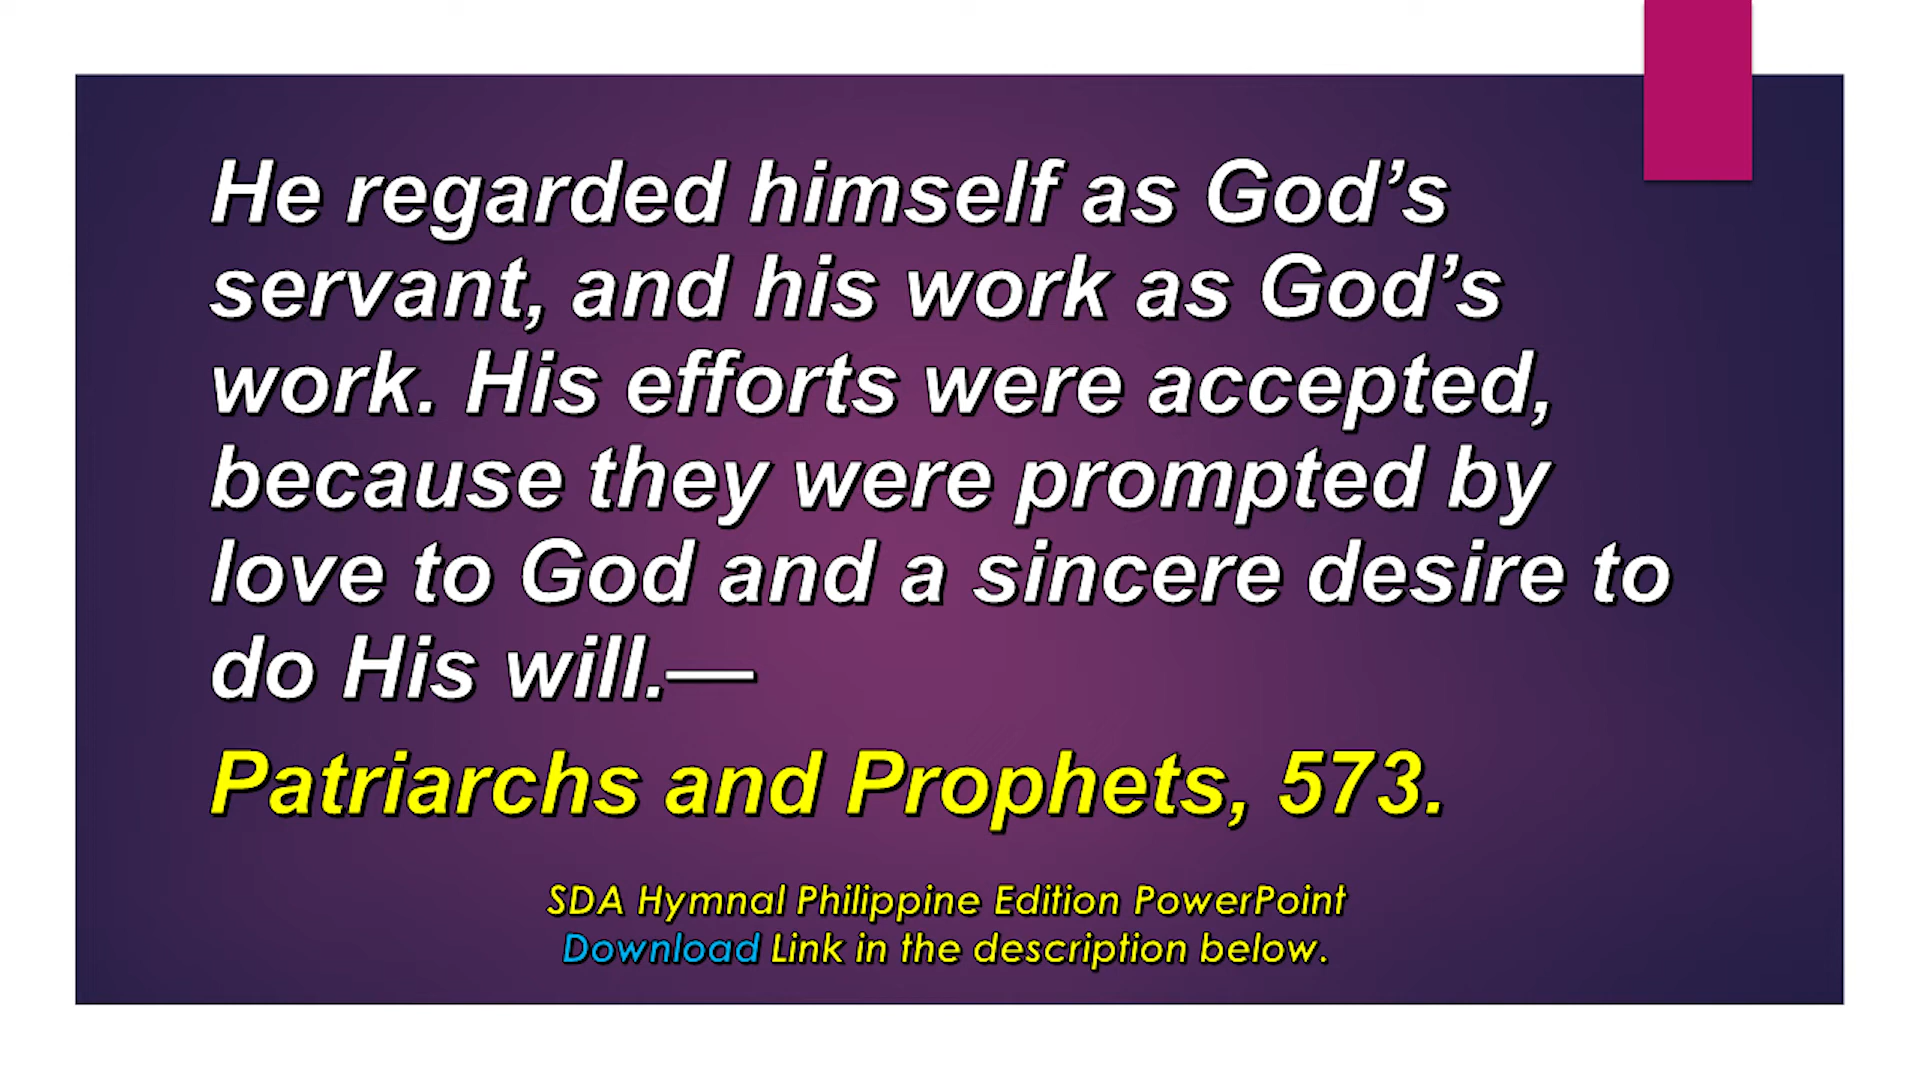 He regarded himself as God’s
servant, and his work as God’s
work. His efforts were accepted,
because they were prompted by
love to God and a sincere desire to
do His will.—
Patriarchs and Prophets, 573.
SDA Hymnal Philippine Edition PowerPoint
Download Link in the description below.